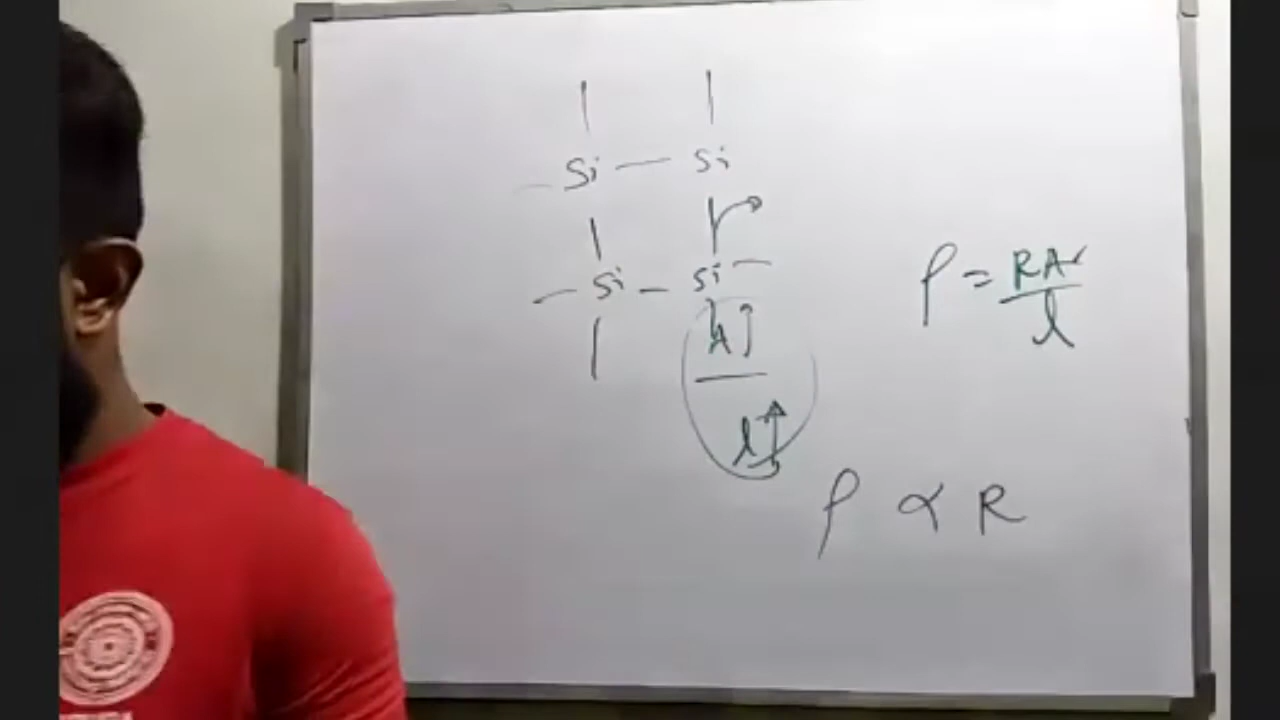 Si — Si
Si — Si
A
l
ρ = RA / l
ρ ∝ R